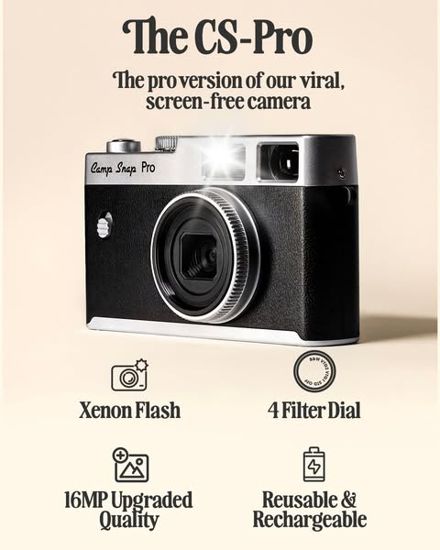 The CS-Pro
The pro version of our viral,
screen-free camera
Camp Snap Pro
Xenon Flash
4 Filter Dial
16MP Upgraded
Quality
Reusable &
Rechargeable